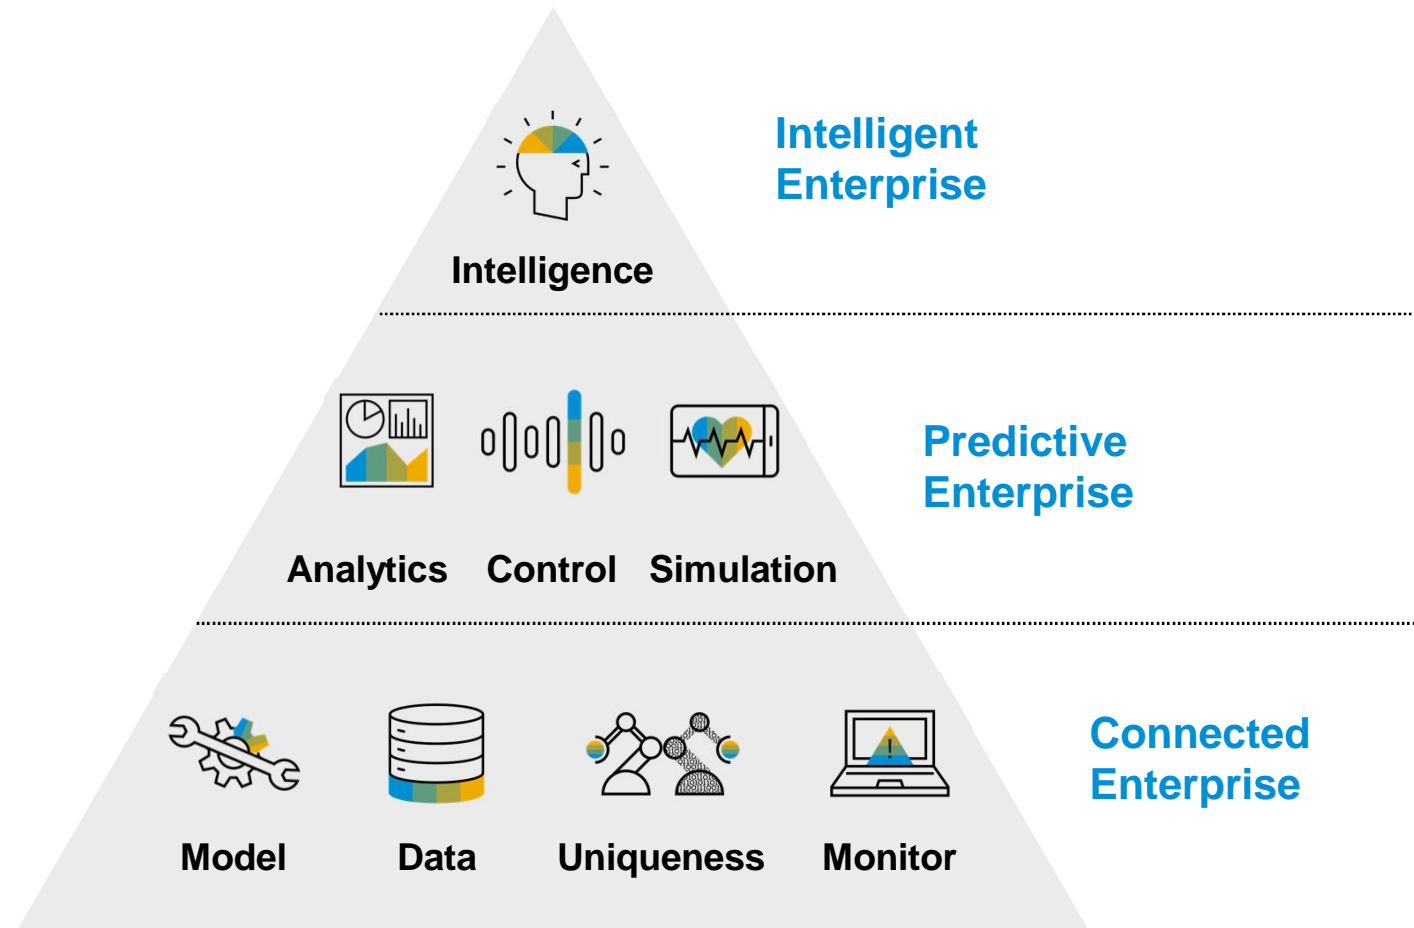 Intelligent
Enterprise
Intelligence
Predictive
Enterprise
Analytics Control Simulation
Connected
Enterprise
Model Data Uniqueness Monitor